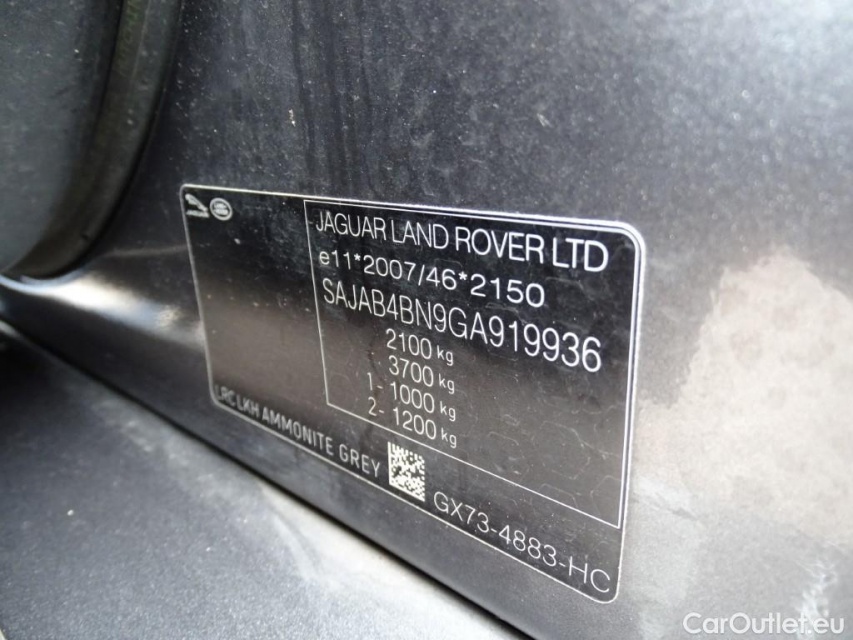 JAGUAR LAND ROVER LTD
e11*2007/46*2150
SAJAB4BN9GA919936
2100 kg
3700 kg
1- 1000 kg
2- 1200 kg
LRC LKH AMMONITE GREY
GX73-4883-HC
CarOutlet.eu